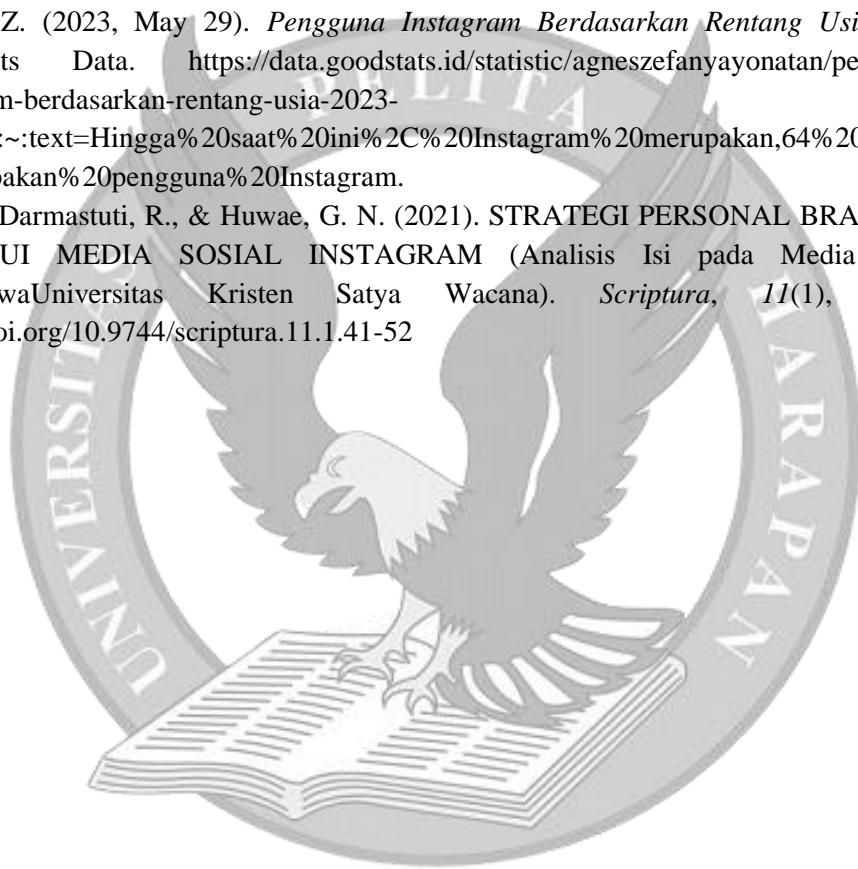 Z. (2023, May 29). Pengguna Instagram Berdasarkan Rentang Usi
ts Data. https://data.goodstats.id/statistic/agneszefanyayonatan/pe
m-berdasarkan-rentang-usia-2023-
:~:text=Hingga%20saat%20ini%2C%20Instagram%20merupakan,64%20
pakan%20pengguna%20Instagram.
Darmastuti, R., & Huwae, G. N. (2021). STRATEGI PERSONAL BRA
UI MEDIA SOSIAL INSTAGRAM (Analisis Isi pada Media
waUniversitas Kristen Satya Wacana). Scriptura, 11(1),
oi.org/10.9744/scriptura.11.1.41-52
UNIVERSITAS PELITA HARAPAN